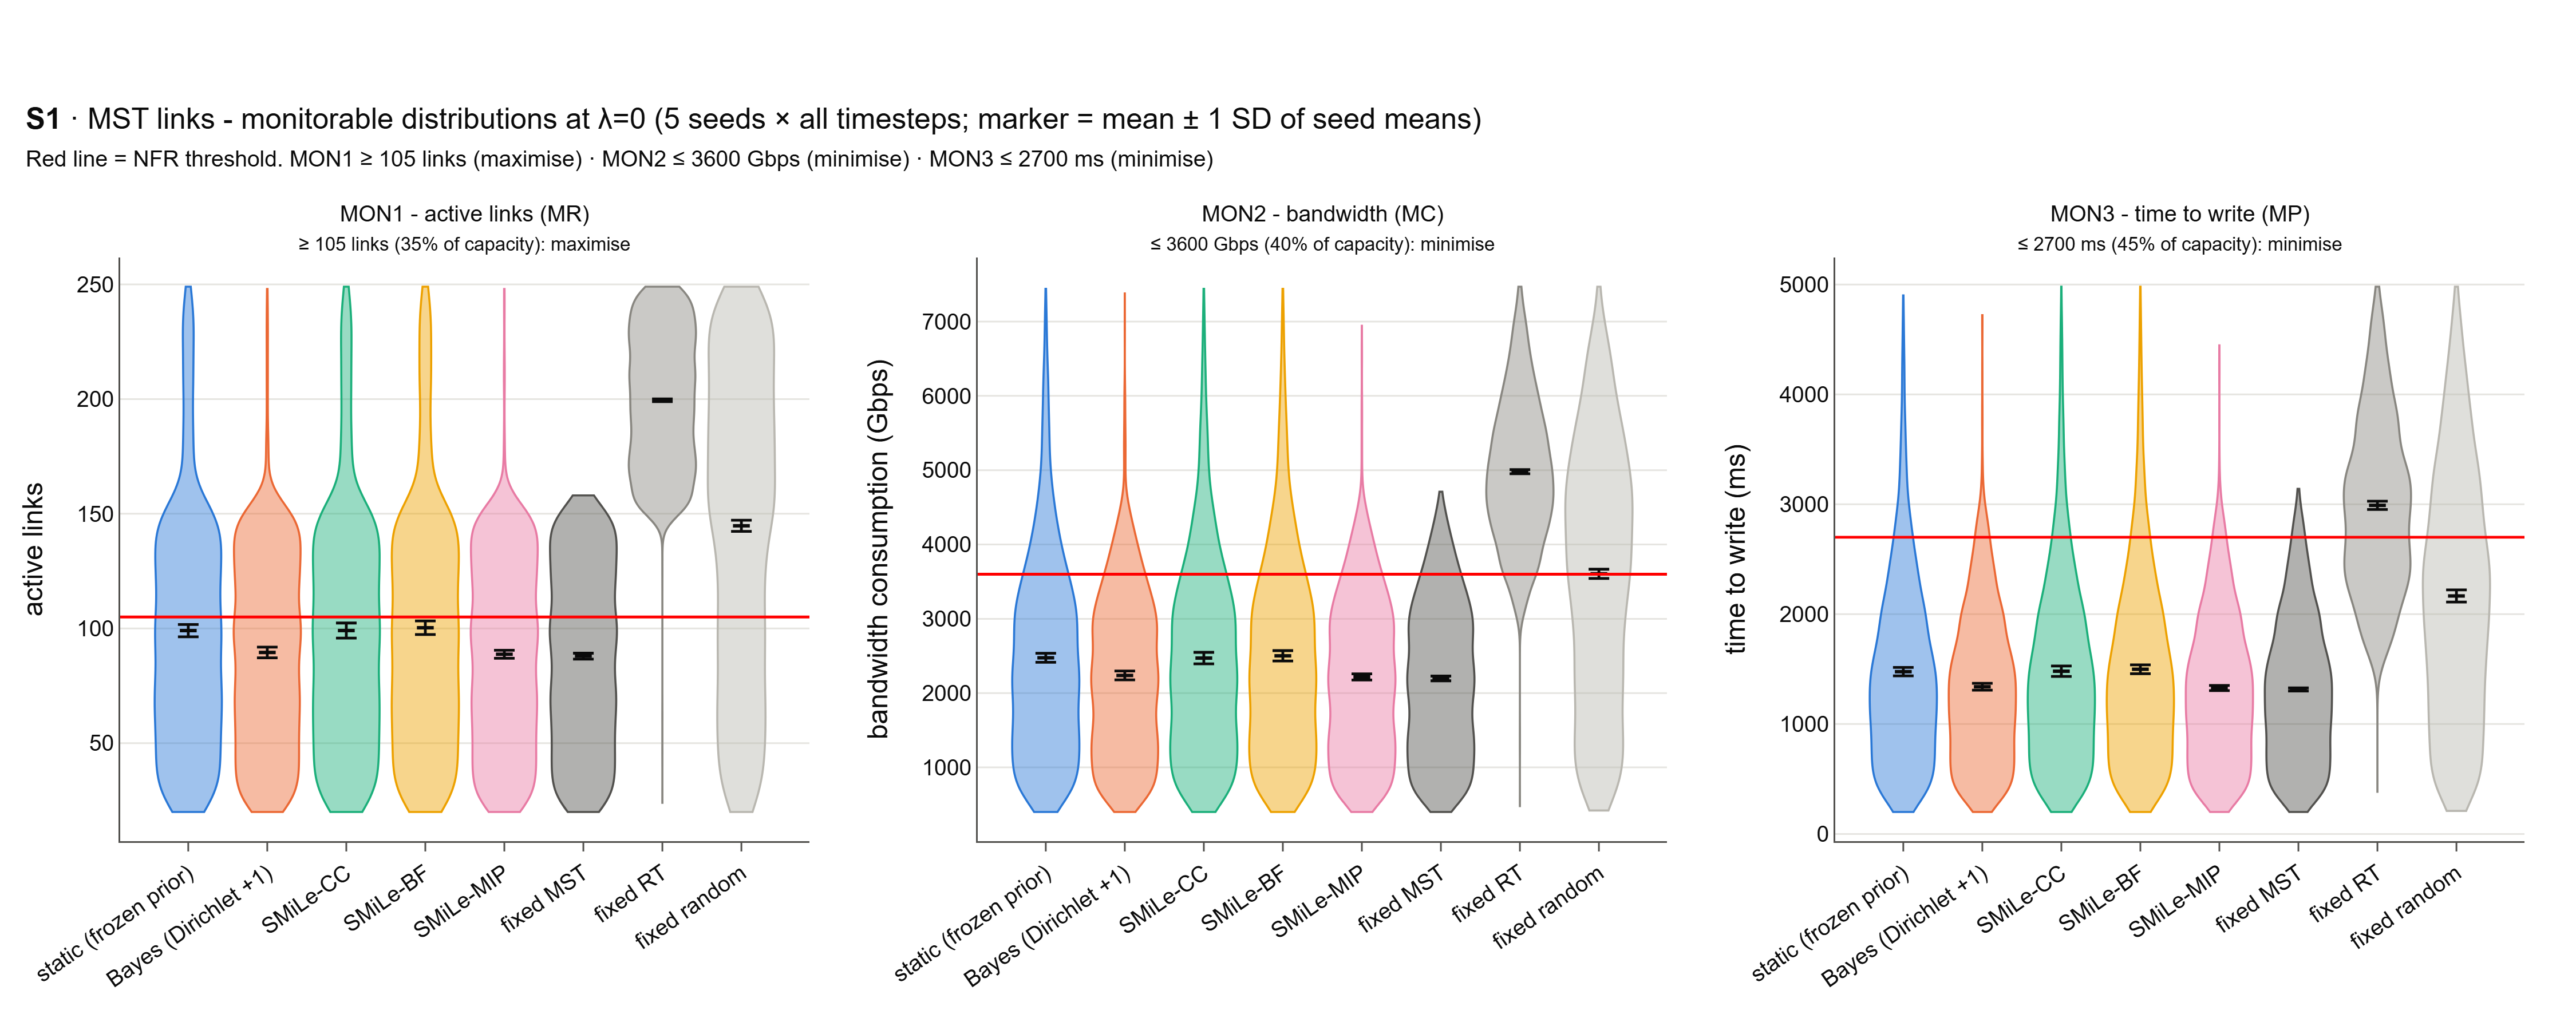 S1 · MST links - monitorable distributions at λ=0 (5 seeds × all timesteps; marker = mean ± 1 SD of seed means)
Red line = NFR threshold. MON1 ≥ 105 links (maximise) · MON2 ≤ 3600 Gbps (minimise) · MON3 ≤ 2700 ms (minimise)
MON1 - active links (MR)
≥ 105 links (35% of capacity): maximise
active links
250
200
150
100
50
static (frozen prior)
Bayes (Dirichlet +1)
SMiLe-CC
SMiLe-BF
SMiLe-MIP
fixed MST
fixed RT
fixed random
MON2 - bandwidth (MC)
≤ 3600 Gbps (40% of capacity): minimise
bandwidth consumption (Gbps)
7000
6000
5000
4000
3000
2000
1000
static (frozen prior)
Bayes (Dirichlet +1)
SMiLe-CC
SMiLe-BF
SMiLe-MIP
fixed MST
fixed RT
fixed random
MON3 - time to write (MP)
≤ 2700 ms (45% of capacity): minimise
time to write (ms)
5000
4000
3000
2000
1000
0
static (frozen prior)
Bayes (Dirichlet +1)
SMiLe-CC
SMiLe-BF
SMiLe-MIP
fixed MST
fixed RT
fixed random